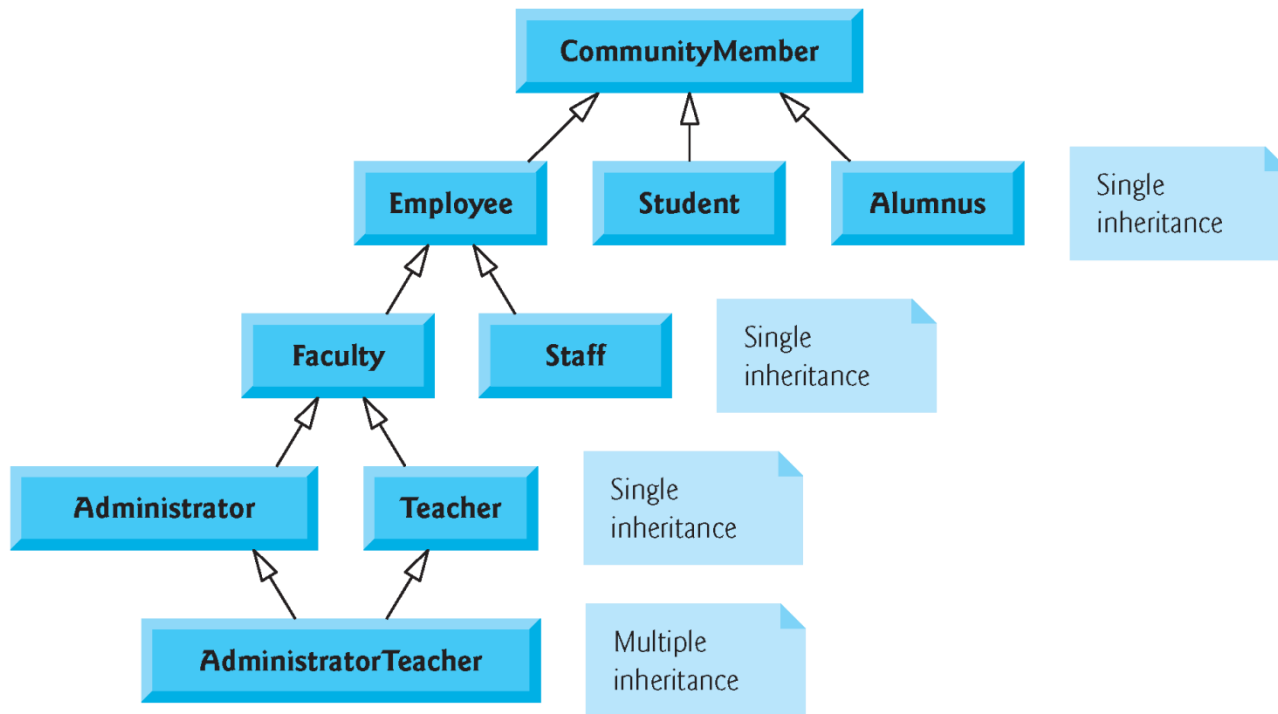 CommunityMember
Employee
Student
Alumnus
Single
inheritance
Faculty
Staff
Single
inheritance
Administrator
Teacher
Single
inheritance
AdministratorTeacher
Multiple
inheritance